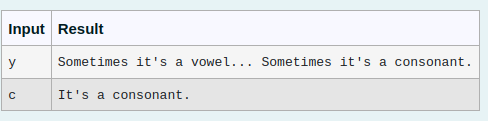 Input Result
y Sometimes it's a vowel... Sometimes it's a consonant.
c It's a consonant.